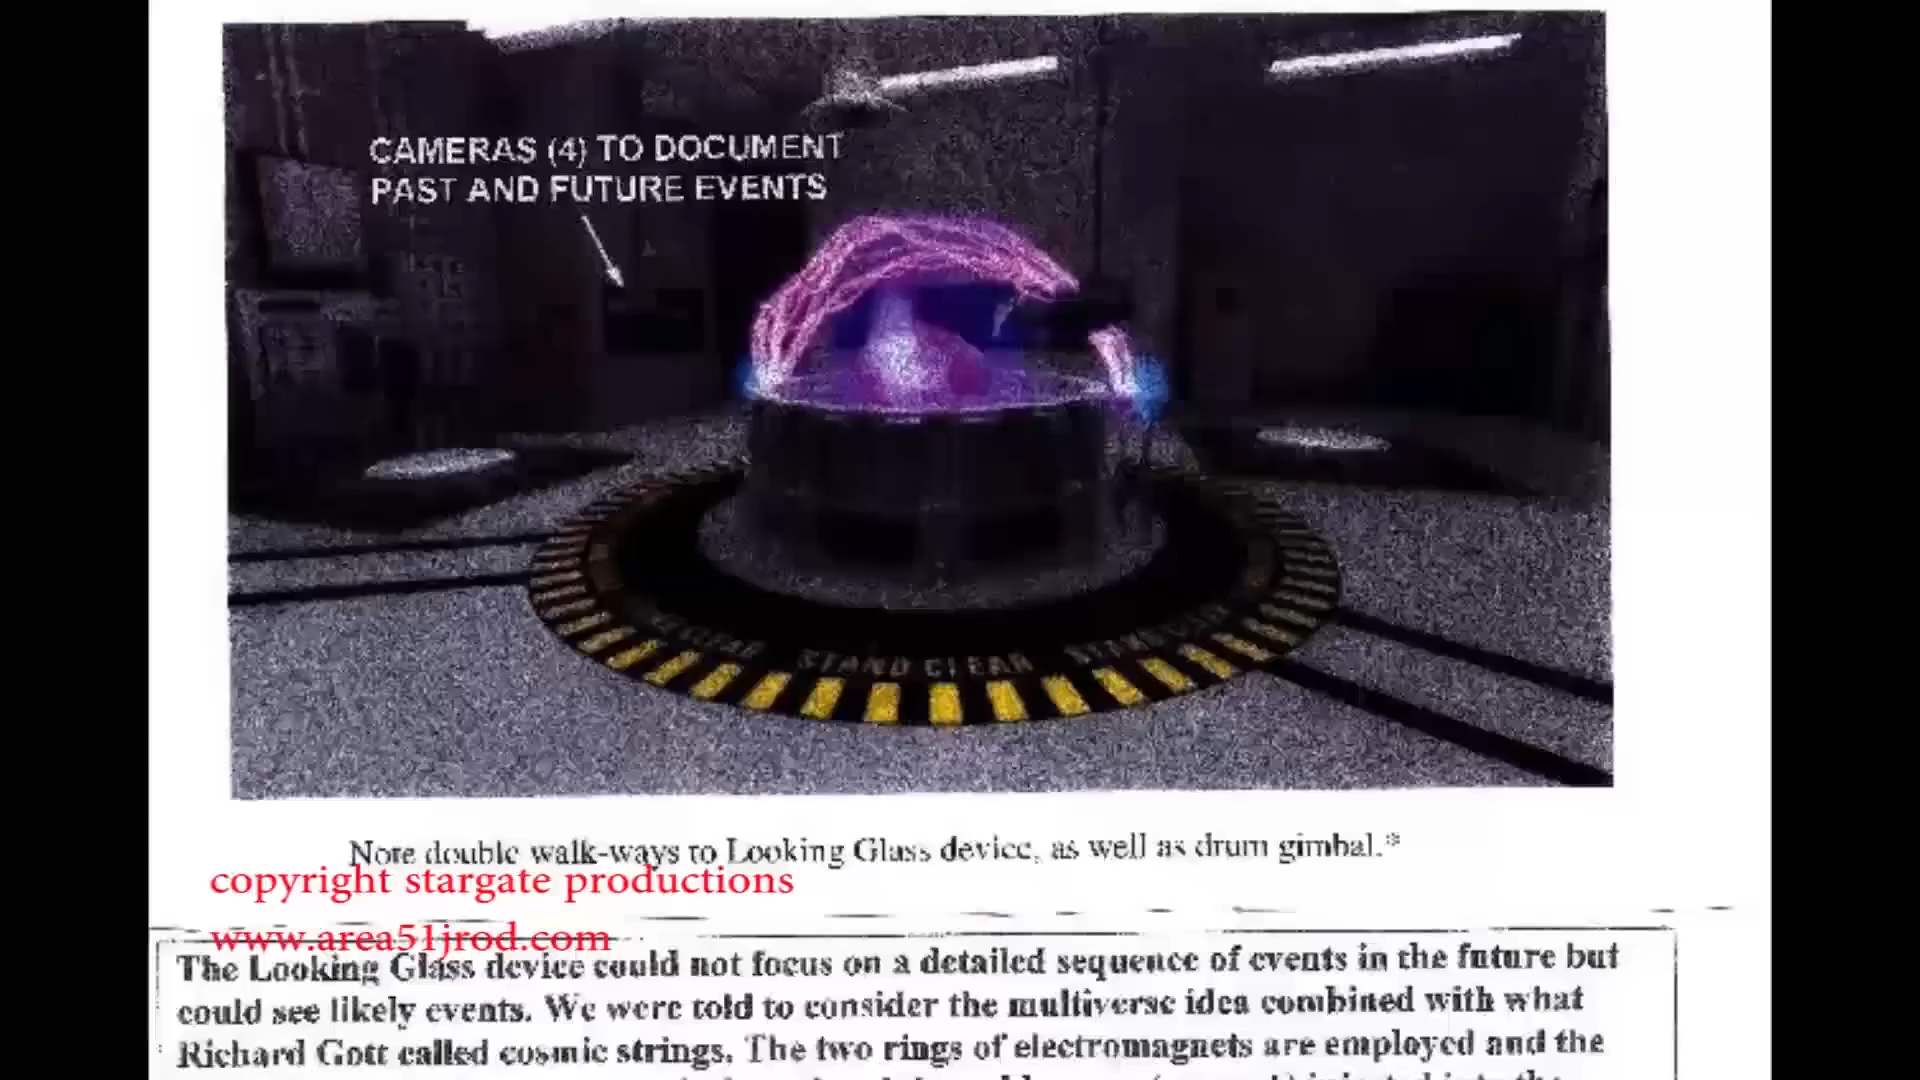 CAMERAS (4) TO DOCUMENT
PAST AND FUTURE EVENTS
STAND CLEAR
Note double walk-ways to Looking Glass device, as well as drum gimbal.*
copyright stargate productions
www.area51jrod.com
The Looking Glass device could not focus on a detailed sequence of events in the future but
could see likely events. We were told to consider the multiverse idea combined with what
Richard Gott called cosmic strings. The two rings of electromagnets are employed and the